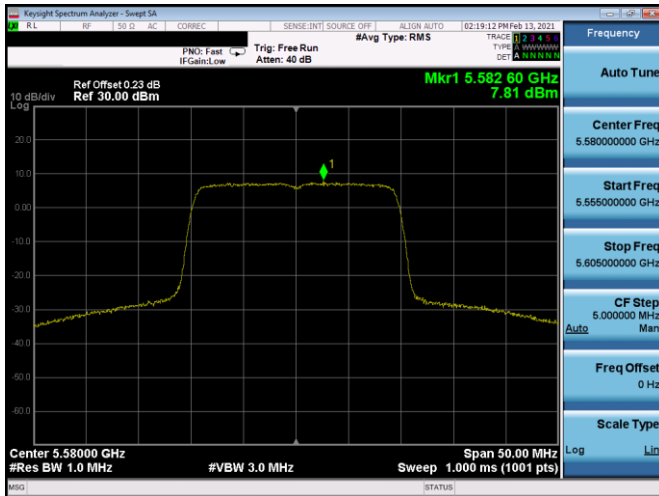 Keysight Spectrum Analyzer - Swept SA
RL RF 50 Ω AC CORREC SENSE:INT SOURCE OFF ALIGN AUTO 02:19:12 PM Feb 13, 2021
#Avg Type: RMS
TRACE 1 2 3 4 5 6
PNO: Fast Trig: Free Run
TYPE A WWWWW
IFGain:Low Atten: 40 dB
DET A N N N N N
Mkr1 5.582 60 GHz
7.81 dBm
Ref Offset 0.23 dB
10 dB/div Ref 30.00 dBm
Log
20.0
10.0
1
0.00
-10.0
-20.0
-30.0
-40.0
-50.0
-60.0
Center 5.58000 GHz Span 50.00 MHz
#Res BW 1.0 MHz #VBW 3.0 MHz Sweep 1.000 ms (1001 pts)
MSG STATUS
Frequency
Auto Tune
Center Freq
5.580000000 GHz
Start Freq
5.555000000 GHz
Stop Freq
5.605000000 GHz
CF Step
5.000000 MHz
Auto Man
Freq Offset
0 Hz
Scale Type
Log Lin